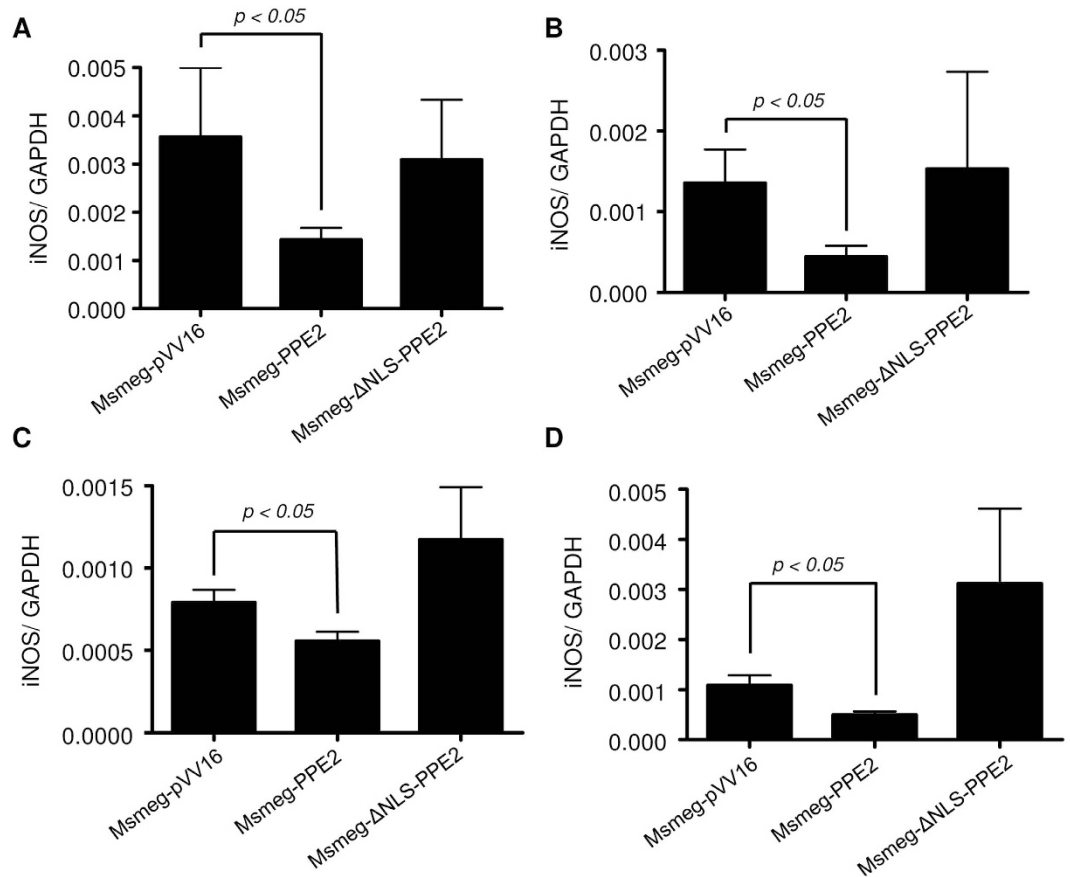 A
p < 0.05
iNOS/ GAPDH
0.005
0.004
0.003
0.002
0.001
0.000
Msmeg-pVV16
Msmeg-PPE2
Msmeg-ΔNLS-PPE2
B
p < 0.05
iNOS/ GAPDH
0.003
0.002
0.001
0.000
Msmeg-pVV16
Msmeg-PPE2
Msmeg-ΔNLS-PPE2
C
p < 0.05
iNOS/ GAPDH
0.0015
0.0010
0.0005
0.0000
Msmeg-pVV16
Msmeg-PPE2
Msmeg-ΔNLS-PPE2
D
p < 0.05
iNOS/ GAPDH
0.005
0.004
0.003
0.002
0.001
0.000
Msmeg-pVV16
Msmeg-PPE2
Msmeg-ΔNLS-PPE2